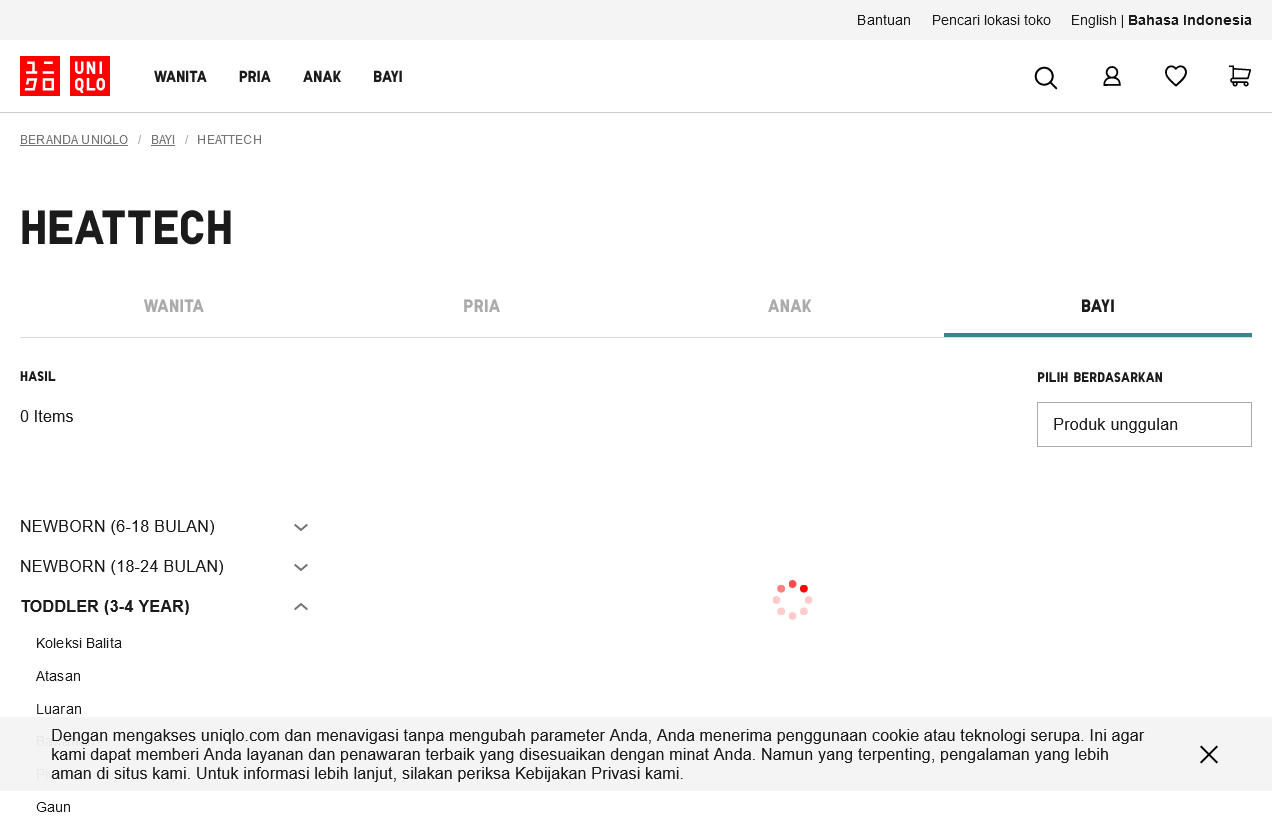 Bantuan Pencari lokasi toko English | Bahasa Indonesia
ユニクロ UNIQLO WANITA PRIA ANAK BAYI
BERANDA UNIQLO / BAYI / HEATTECH
HEATTECH
WANITA PRIA ANAK BAYI
HASIL
PILIH BERDASARKAN
0 Items
Produk unggulan
NEWBORN (6-18 BULAN)
NEWBORN (18-24 BULAN)
TODDLER (3-4 YEAR)
Koleksi Balita
Atasan
Luaran
Dengan mengakses uniqlo.com dan menavigasi tanpa mengubah parameter Anda, Anda menerima penggunaan cookie atau teknologi serupa. Ini agar
kami dapat memberi Anda layanan dan penawaran terbaik yang disesuaikan dengan minat Anda. Namun yang terpenting, pengalaman yang lebih
aman di situs kami. Untuk informasi lebih lanjut, silakan periksa Kebijakan Privasi kami.
Gaun